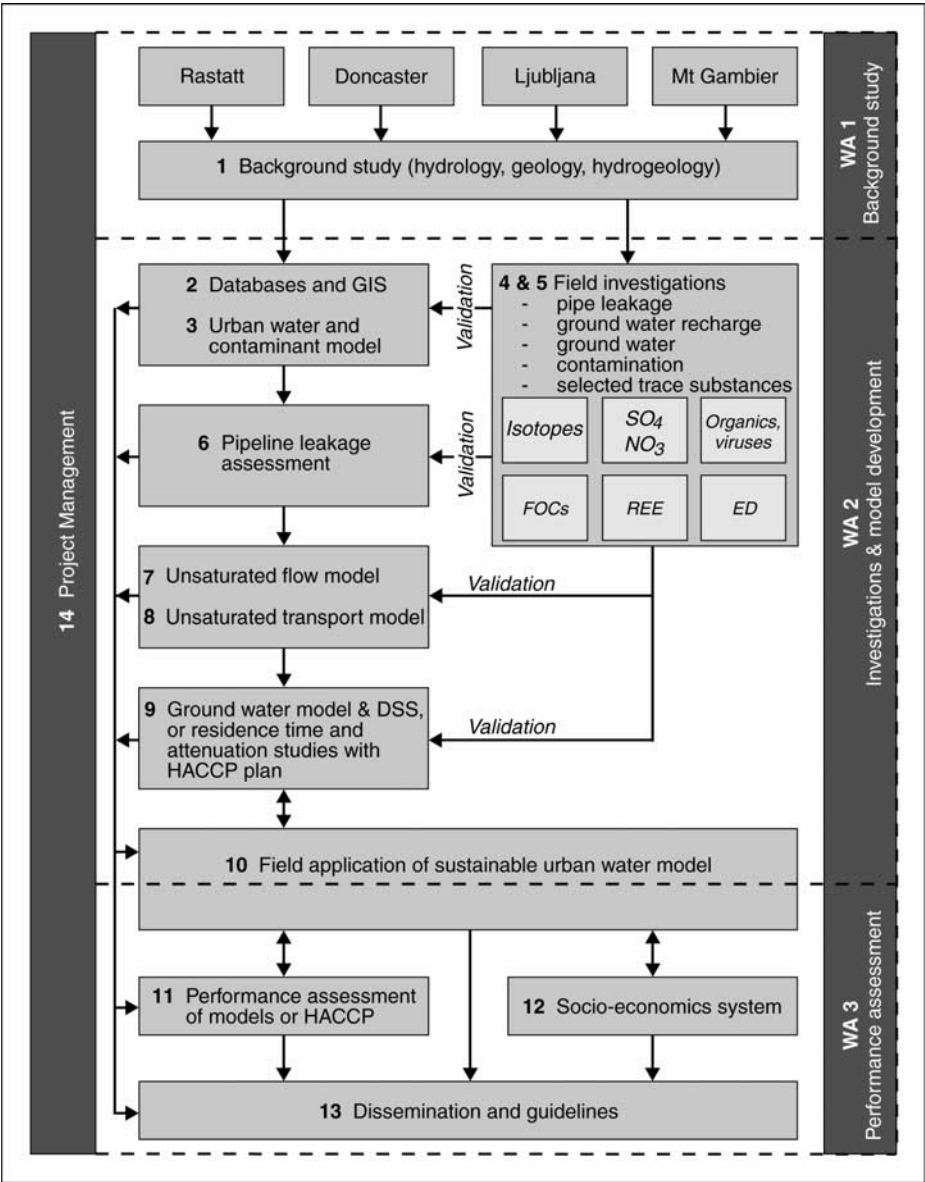 Rastatt
Doncaster
Ljubljana
Mt Gambier
1 Background study (hydrology, geology, hydrogeology)
WA 1
Background study
2 Databases and GIS
3 Urban water and
contaminant model
Validation
4 & 5 Field investigations
- pipe leakage
- ground water recharge
- ground water
- contamination
- selected trace substances
Isotopes
SO4
NO3
Organics,
viruses
FOCs
REE
ED
6 Pipeline leakage
assessment
Validation
7 Unsaturated flow model
8 Unsaturated transport model
Validation
9 Ground water model & DSS,
or residence time and
attenuation studies with
HACCP plan
Validation
14 Project Management
WA 2
Investigations & model development
10 Field application of sustainable urban water model
11 Performance assessment
of models or HACCP
12 Socio-economics system
13 Dissemination and guidelines
WA 3
Performance assessment